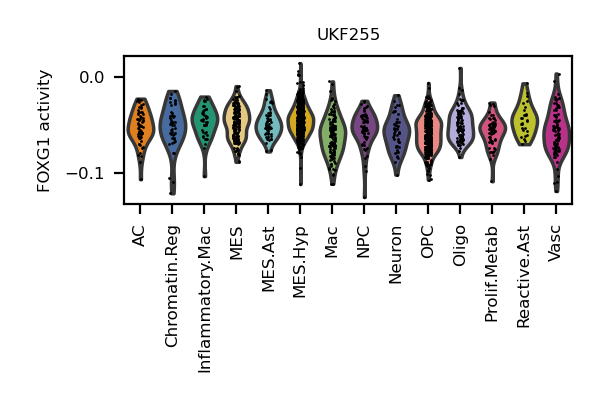 UKF255
FOXG1 activity
0.0
−0.1
AC
Chromatin.Reg
Inflammatory.Mac
MES
MES.Ast
MES.Hyp
Mac
NPC
Neuron
OPC
Oligo
Prolif.Metab
Reactive.Ast
Vasc